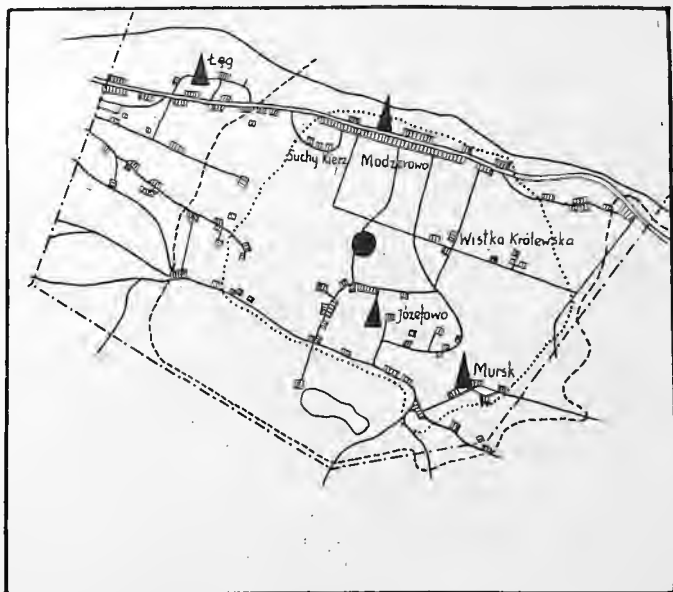 Łęg
Suchy Kierz
Modzerowo
Wistka Królewska
Józefowo
Mursk